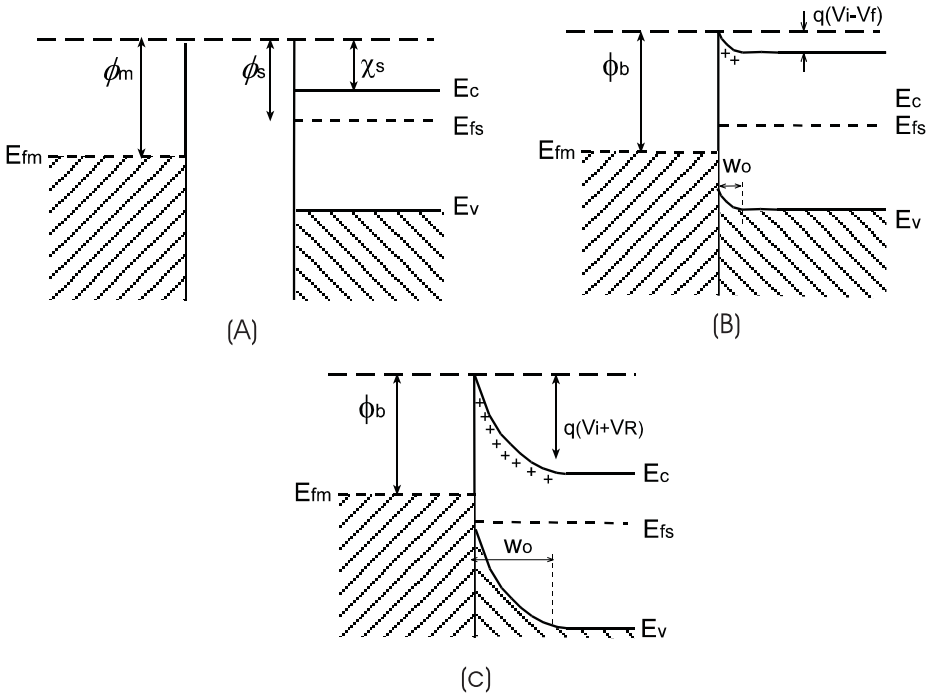 ϕm
ϕs
χs
Ec
Efs
Efm
Ev
(A)
q(Vi-Vf)
ϕb
++
Ec
Efs
Efm
wo
Ev
(B)
ϕb
q(Vi+VR)
+++++++++
Ec
Efm
Efs
wo
Ev
(C)